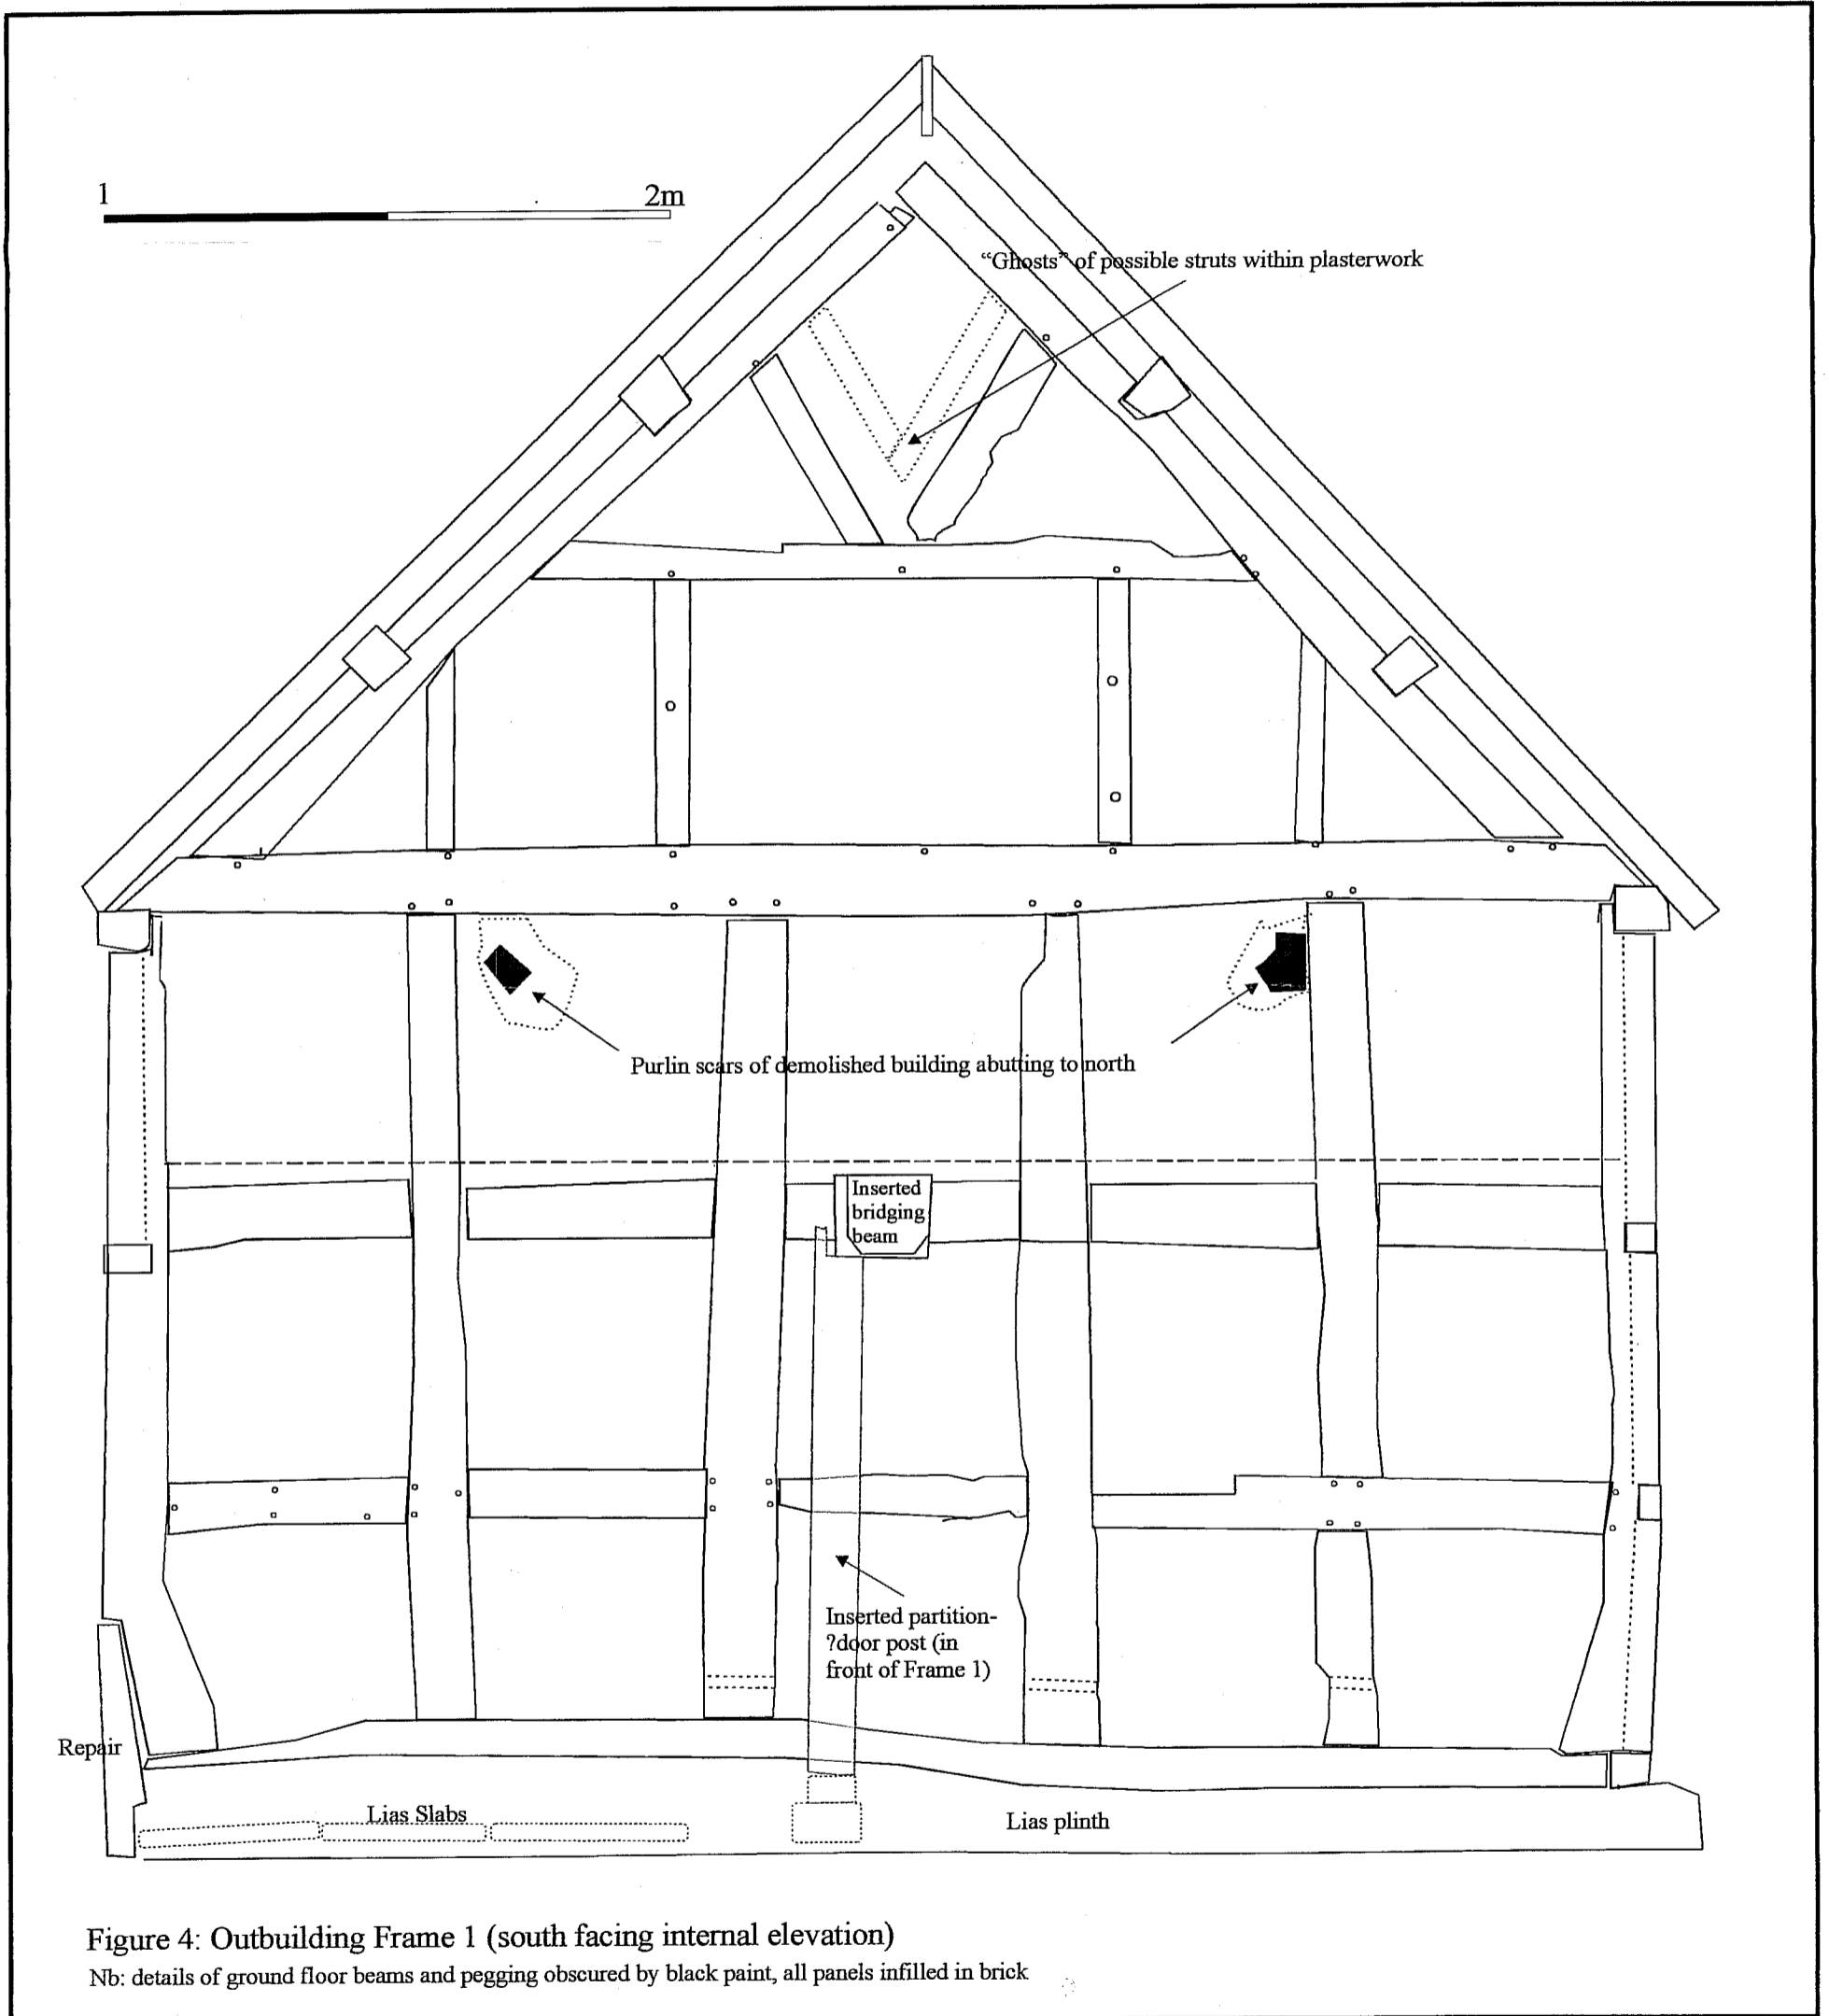 1 2m
“Ghosts” of possible struts within plasterwork
Purlin scars of demolished building abutting to north
Inserted
bridging
beam
Inserted partition-
?door post (in
front of Frame 1)
Repair
Lias Slabs
Lias plinth
Figure 4: Outbuilding Frame 1 (south facing internal elevation)
Nb: details of ground floor beams and pegging obscured by black paint, all panels infilled in brick